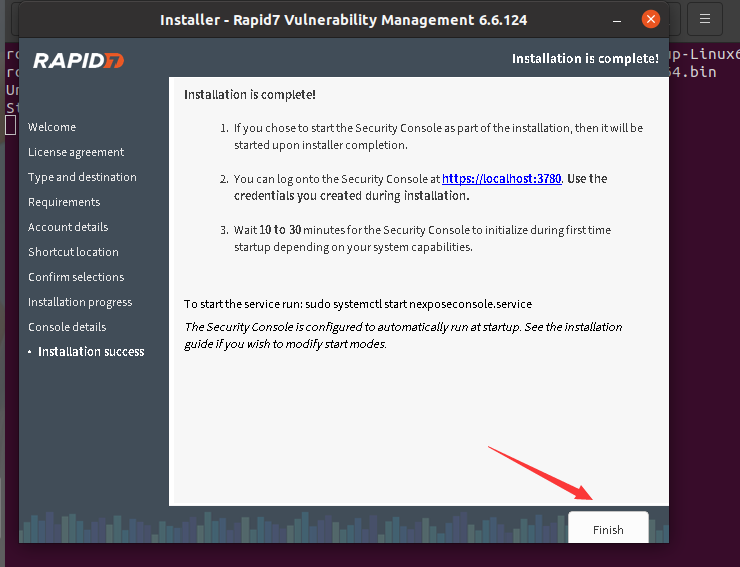 Installer - Rapid7 Vulnerability Management 6.6.124
up-Linux6
64.bin
RAPID7
Installation is complete!
Welcome
License agreement
Type and destination
Requirements
Account details
Shortcut location
Confirm selections
Installation progress
Console details
• Installation success
Installation is complete!
1. If you chose to start the Security Console as part of the installation, then it will be
started upon installer completion.
2. You can log onto the Security Console at https://localhost:3780. Use the
credentials you created during installation.
3. Wait 10 to 30 minutes for the Security Console to initialize during first time
startup depending on your system capabilities.
To start the service run: sudo systemctl start nexposeconsole.service
The Security Console is configured to automatically run at startup. See the installation
guide if you wish to modify start modes.
Finish